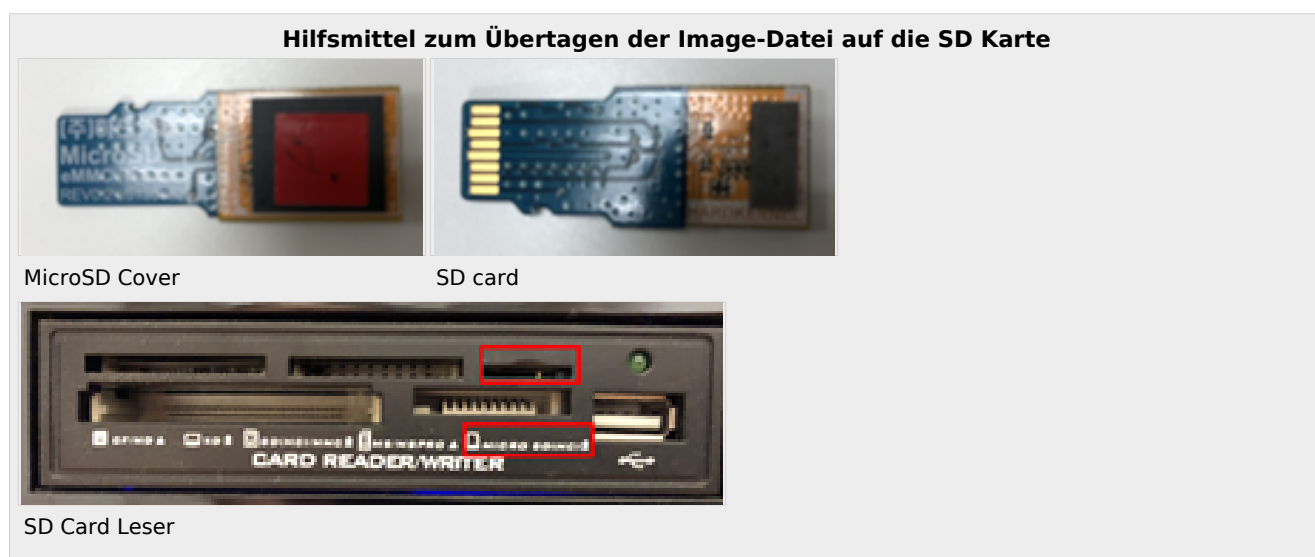 Hilfsmittel zum Übertagen der Image-Datei auf die SD Karte
MicroSD
MicroSD Cover
SD card
CARD READER/WRITER
SD Card Leser